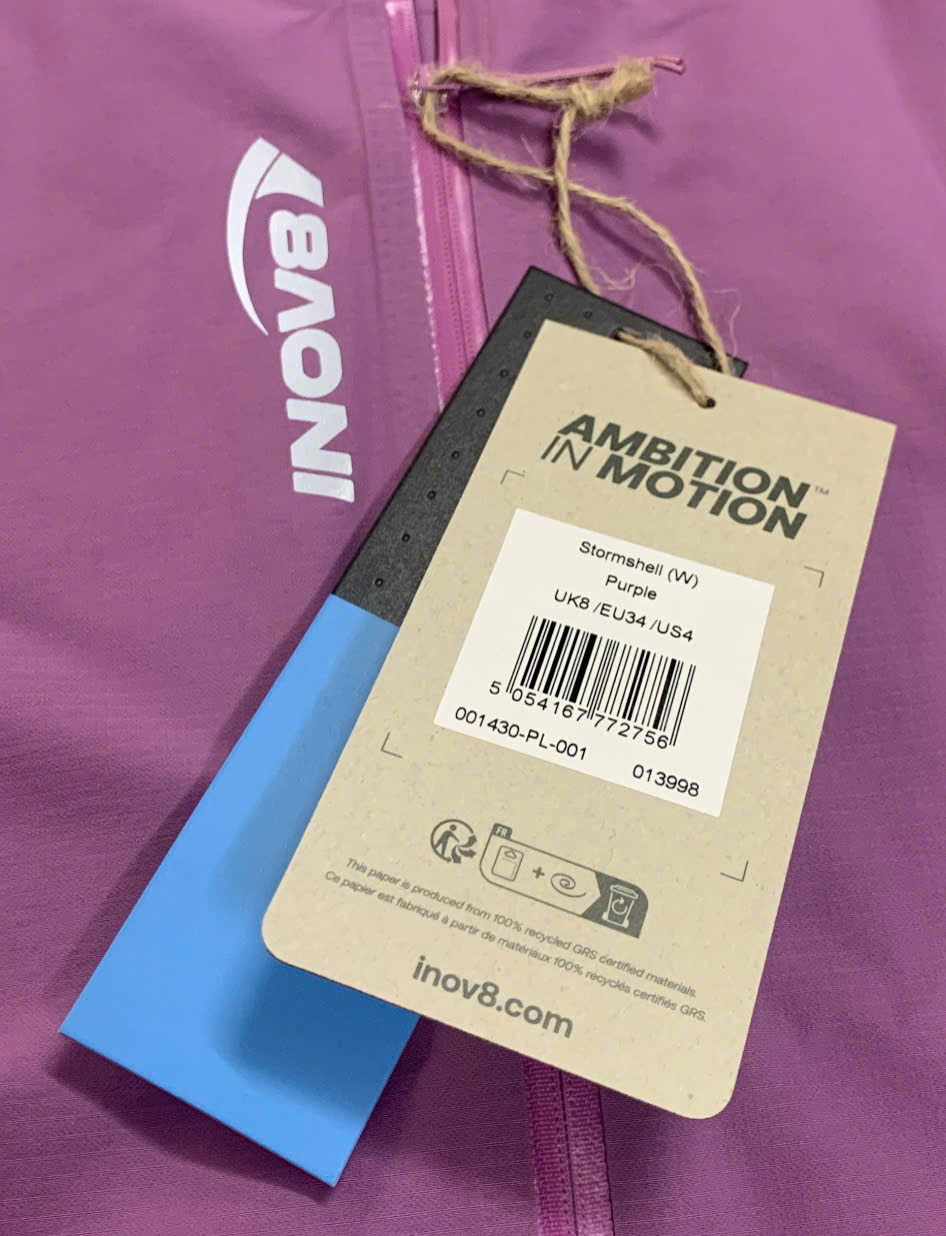 INOV8
AMBITION
IN MOTION™
Stormshell (W)
Purple
UK8 /EU34 /US4
5 054167 772756
001430-PL-001
013998
FR
+
This paper is produced from 100% recycled GRS certified materials.
Ce papier est fabriqué à partir de matériaux 100% recyclés certifiés GRS.
inov8.com